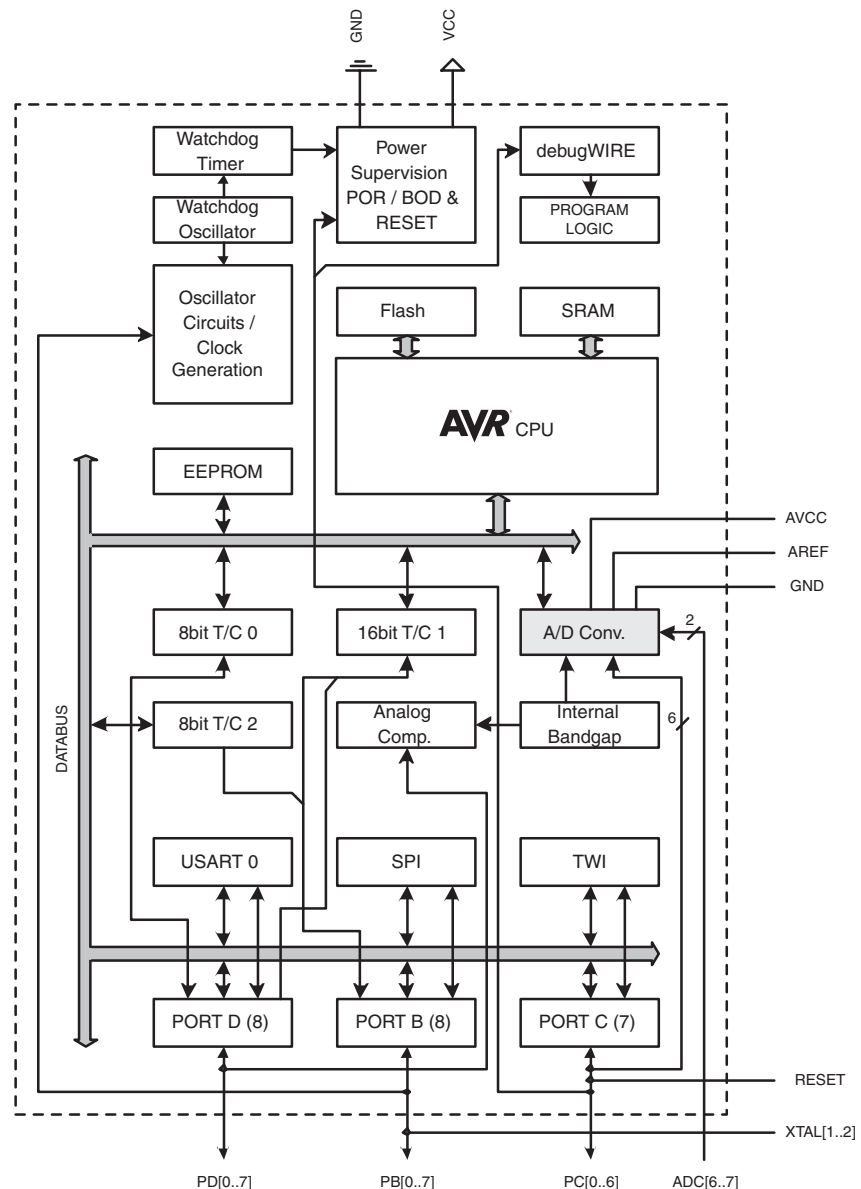 GND
VCC
Watchdog
Timer
Power
Supervision
POR / BOD &
RESET
debugWIRE
Watchdog
Oscillator
PROGRAM
LOGIC
Oscillator
Circuits /
Clock
Generation
Flash
SRAM
AVR CPU
EEPROM
AVCC
AREF
GND
8bit T/C 0
16bit T/C 1
A/D Conv.
2
DATABUS
8bit T/C 2
Analog
Comp.
Internal
Bandgap
6
USART 0
SPI
TWI
PORT D (8)
PORT B (8)
PORT C (7)
RESET
XTAL[1..2]
PD[0..7]
PB[0..7]
PC[0..6]
ADC[6..7]